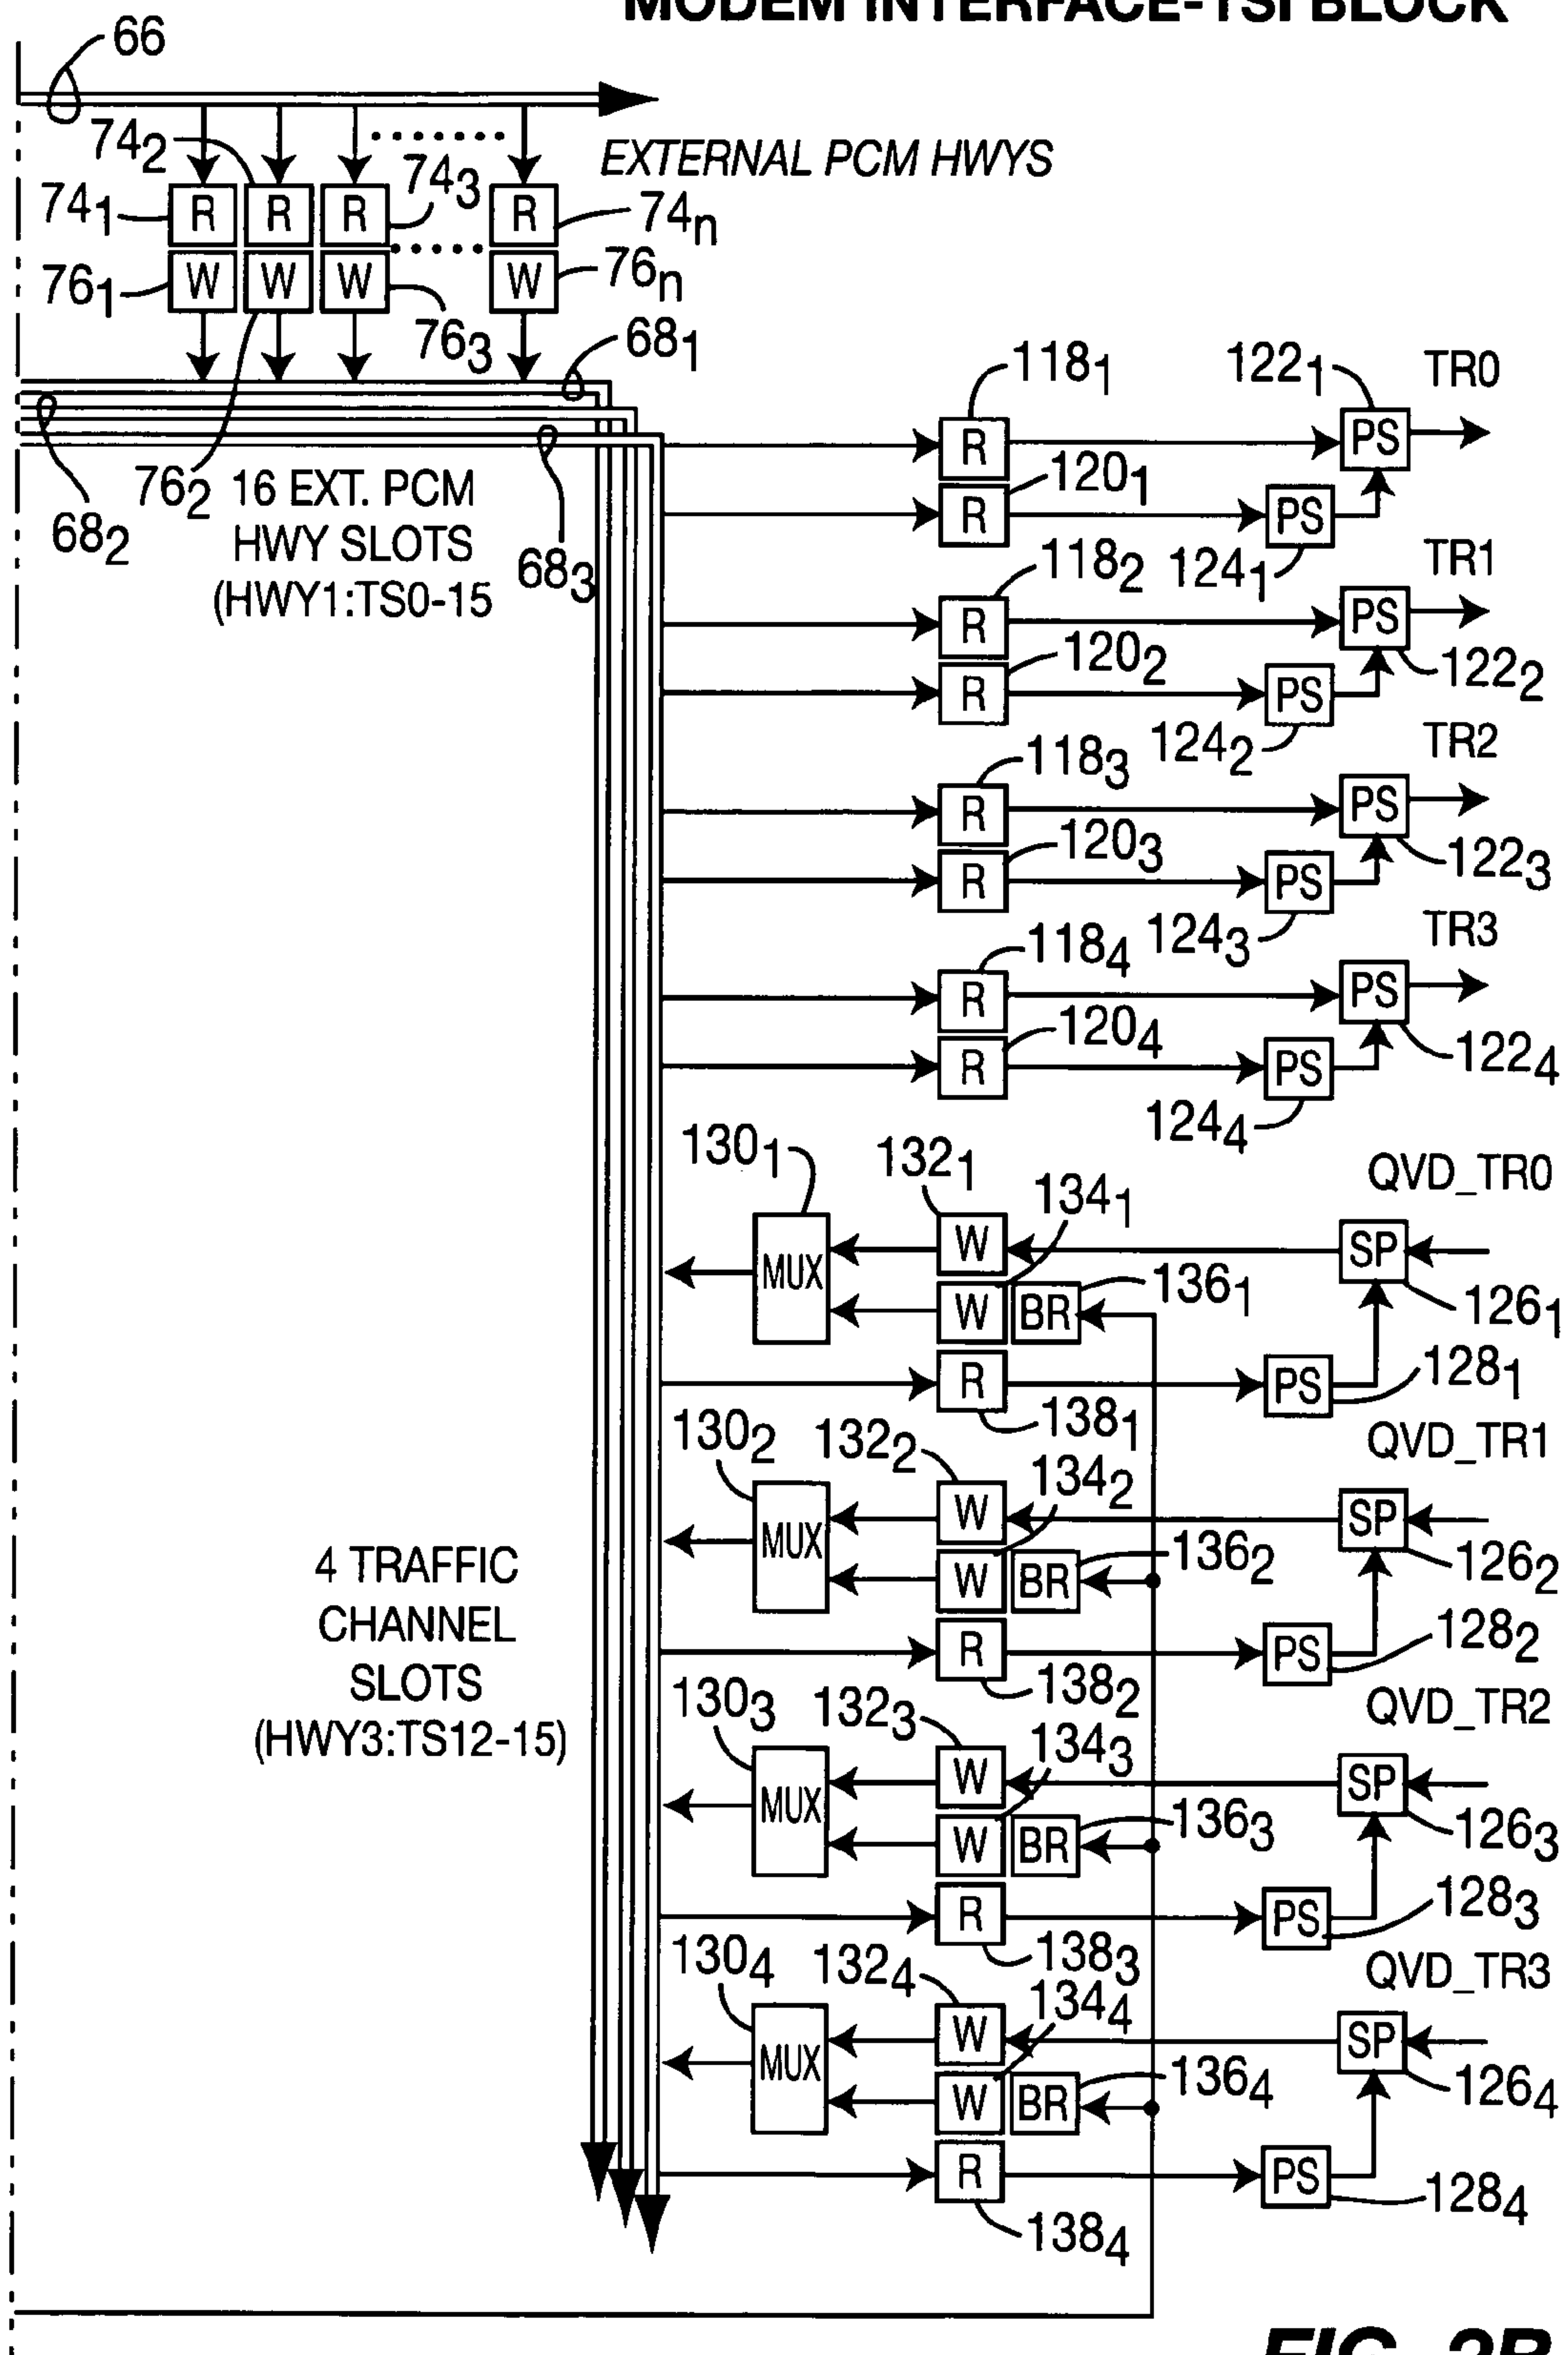 MODEM INTERFACE-TSI BLOCK
66
EXTERNAL PCM HWYS
74₂
74₁ R R R 74₃ R 74ₙ
76₁ W W W W 76ₙ
76₃
68₁
68₂
76₂
16 EXT. PCM
HWY SLOTS
(HWY1:TS0-15
68₃
118₁ 122₁ TR0
R PS
120₁
R PS
124₁
118₂ TR1
R PS
120₂ 122₂
R PS
124₂
118₃ TR2
R PS
120₃ 122₃
R PS
124₃
118₄ TR3
R PS
120₄ 122₄
R PS
124₄
130₁ 132₁ 134₁ QVD_TR0
MUX W SP
W BR 136₁ 126₁
R PS 128₁
138₁
130₂ 132₂ 134₂ QVD_TR1
MUX W SP
W BR 136₂ 126₂
R PS 128₂
138₂
4 TRAFFIC
CHANNEL
SLOTS
(HWY3:TS12-15)
130₃ 132₃ 134₃ QVD_TR2
MUX W SP
W BR 136₃ 126₃
R PS 128₃
138₃
130₄ 132₄ 134₄ QVD_TR3
MUX W SP
W BR 136₄ 126₄
R PS 128₄
138₄
FIG. 2B